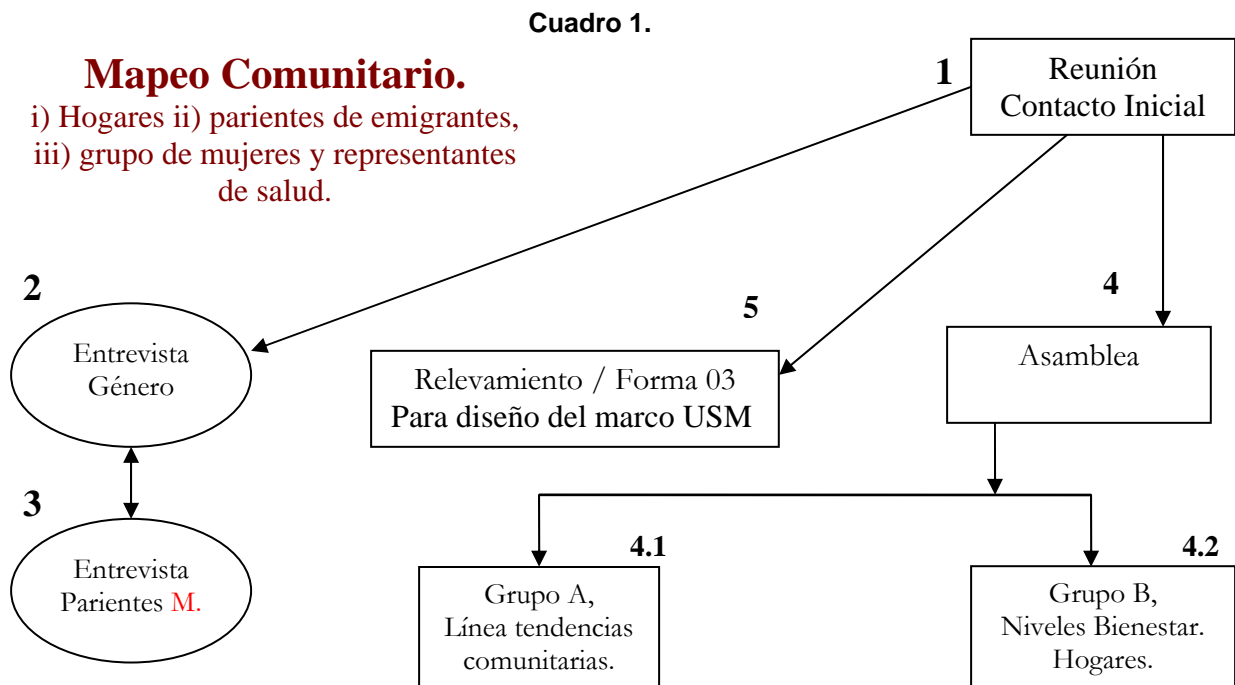 Cuadro 1.
Mapeo Comunitario.
i) Hogares ii) parientes de emigrantes,
iii) grupo de mujeres y representantes
de salud.
1
Reunión
Contacto Inicial
2
Entrevista
Género
5
Relevamiento / Forma 03
Para diseño del marco USM
4
Asamblea
3
Entrevista
Parientes M.
4.1
Grupo A,
Línea tendencias
comunitarias.
4.2
Grupo B,
Niveles Bienestar.
Hogares.